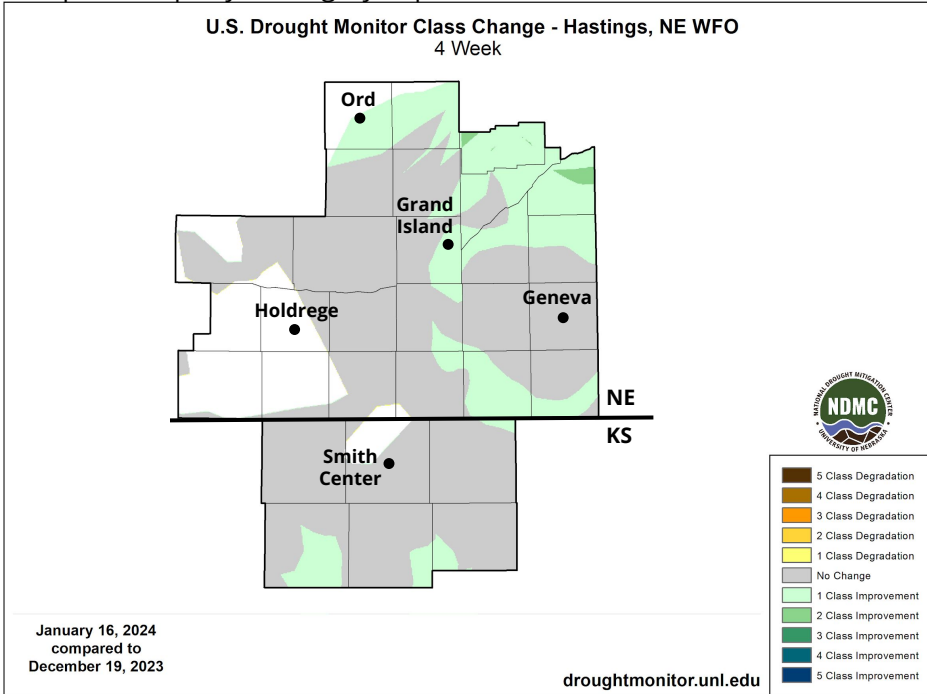 U.S. Drought Monitor Class Change - Hastings, NE WFO
4 Week
Ord
Grand
Island
Geneva
Holdrege
NE
KS
Smith
Center
NATIONAL DROUGHT MITIGATION CENTER
NDMC
UNIVERSITY OF NEBRASKA
5 Class Degradation
4 Class Degradation
3 Class Degradation
2 Class Degradation
1 Class Degradation
No Change
1 Class Improvement
2 Class Improvement
3 Class Improvement
4 Class Improvement
5 Class Improvement
January 16, 2024
compared to
December 19, 2023
droughtmonitor.unl.edu